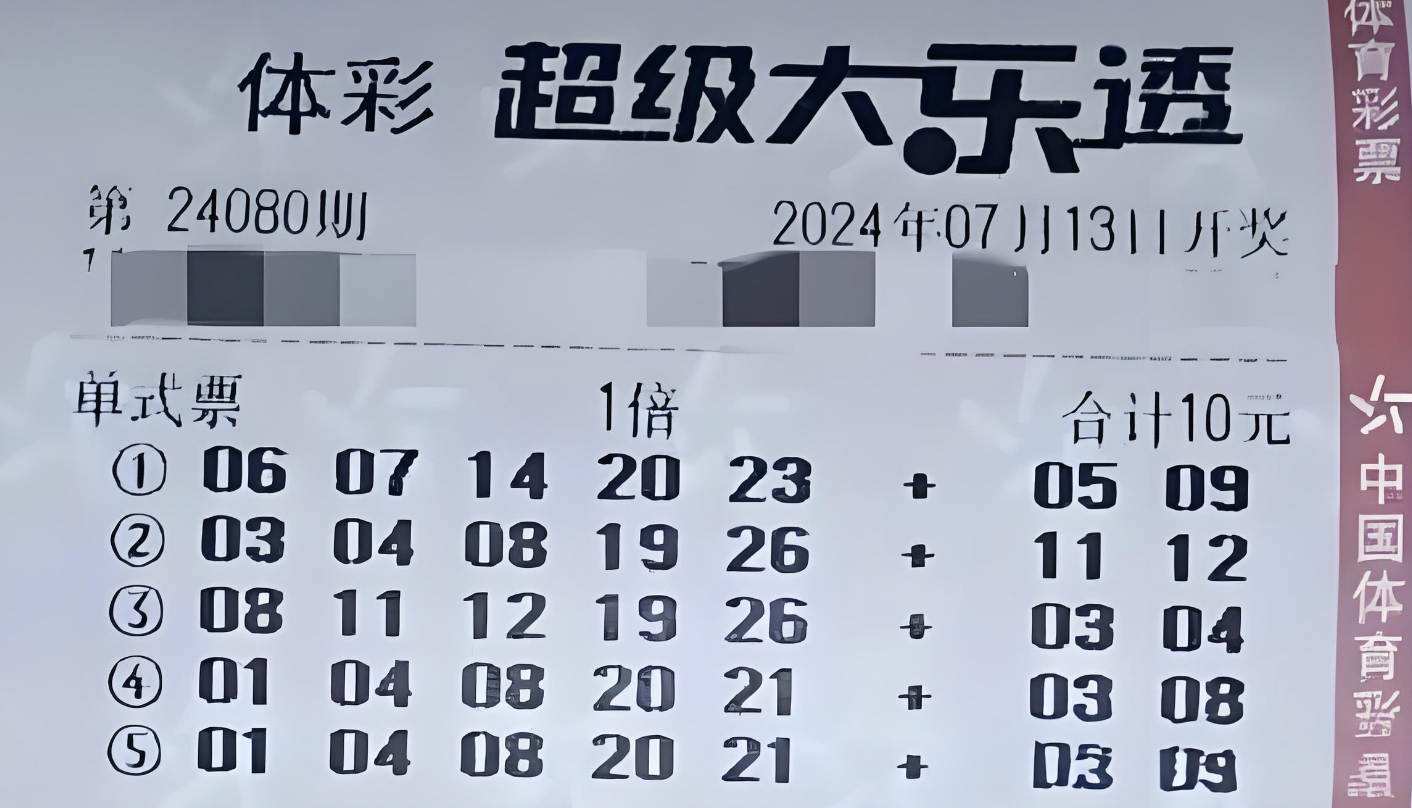 体彩 超级大乐透
第 24080期
2024年07月13日开奖
单式票 1倍 合计10元
① 06 07 14 20 23 + 05 09
② 03 04 08 19 26 + 11 12
③ 08 11 12 19 26 + 03 04
④ 01 04 08 20 21 + 03 08
⑤ 01 04 08 20 21 + 03 09
体育彩票
中国体育彩票